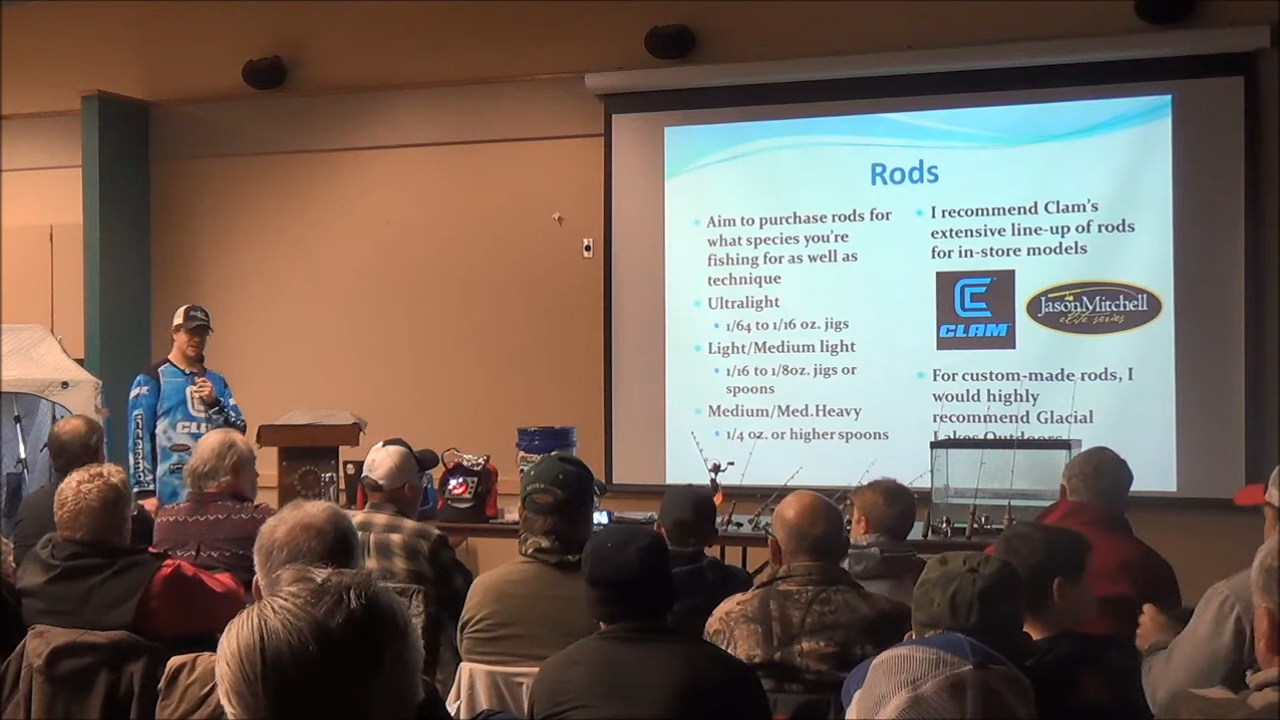 Rods
Aim to purchase rods for
what species you're
fishing for as well as
technique
Ultralight
1/64 to 1/16 oz. jigs
Light/Medium light
1/16 to 1/8oz. jigs or
spoons
Medium/Med.Heavy
1/4 oz. or higher spoons
I recommend Clam's
extensive line-up of rods
for in-store models
CLAM
JasonMitchell
elite series
For custom-made rods, I
would highly
recommend Glacial
Lakes Outdoors